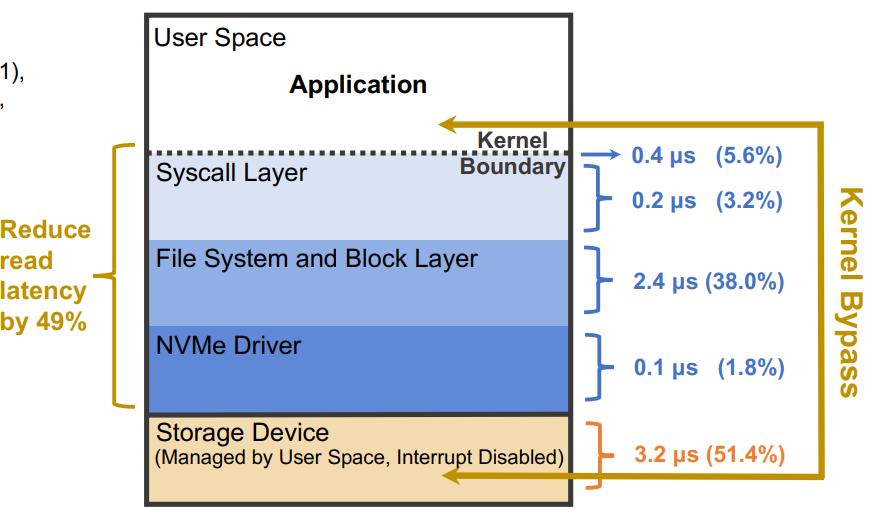 1),
,
User Space
Application
Kernel
Boundary
0.4 µs (5.6%)
Syscall Layer
0.2 µs (3.2%)
Reduce
read
latency
by 49%
File System and Block Layer
2.4 µs (38.0%)
NVMe Driver
0.1 µs (1.8%)
Storage Device
(Managed by User Space, Interrupt Disabled)
3.2 µs (51.4%)
Kernel Bypass